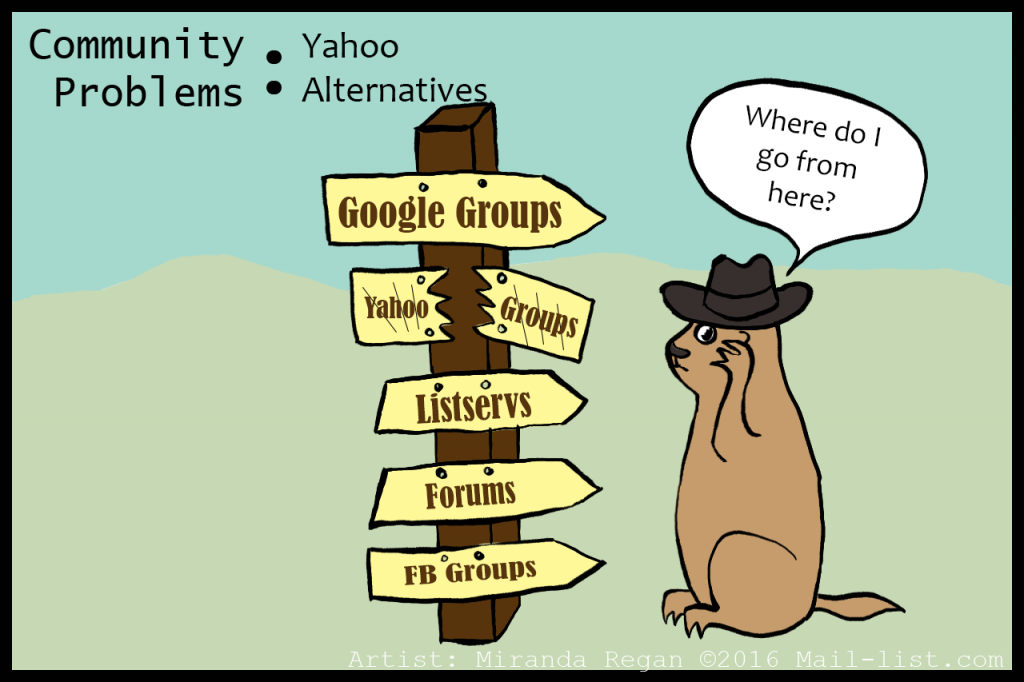 Community : Yahoo
Problems Alternatives
Where do I
go from
here?
Google Groups
Yahoo Groups
Listservs
Forums
FB Groups
Artist: Miranda Regan ©2016 Mail-list.com